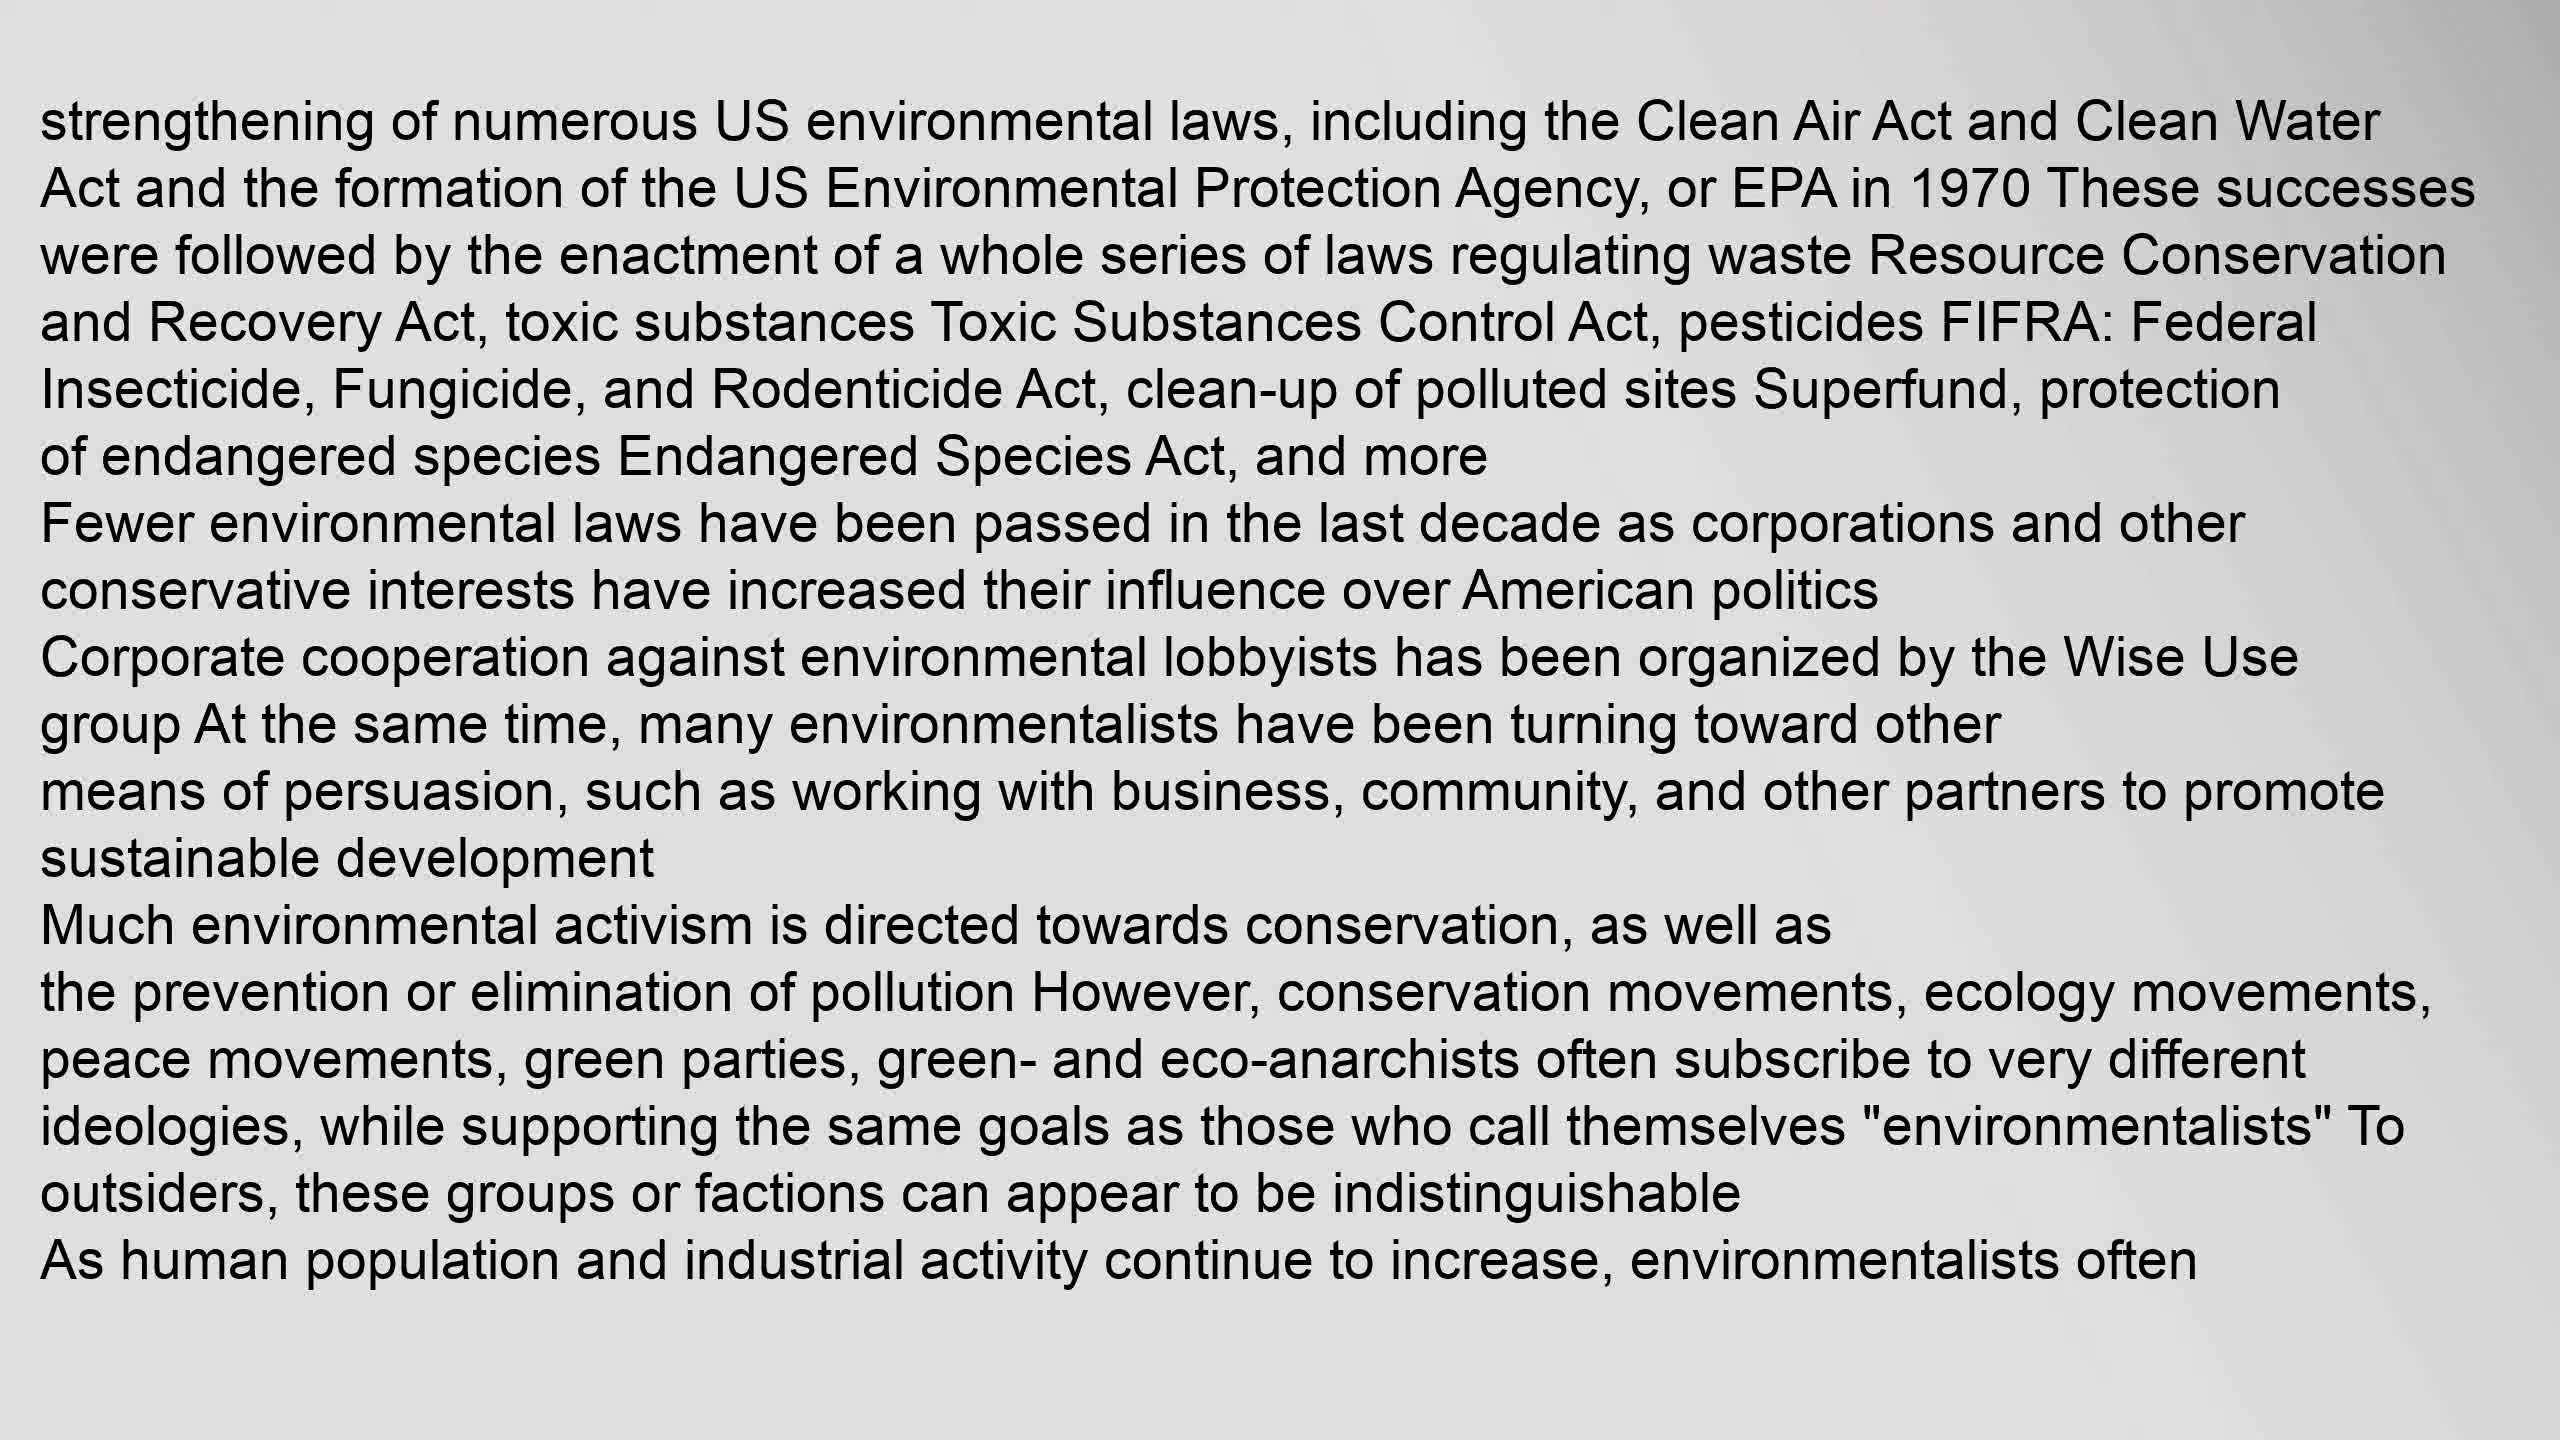 strengthening of numerous US environmental laws, including the Clean Air Act and Clean Water
Act and the formation of the US Environmental Protection Agency, or EPA in 1970 These successes
were followed by the enactment of a whole series of laws regulating waste Resource Conservation
and Recovery Act, toxic substances Toxic Substances Control Act, pesticides FIFRA: Federal
Insecticide, Fungicide, and Rodenticide Act, clean-up of polluted sites Superfund, protection
of endangered species Endangered Species Act, and more
Fewer environmental laws have been passed in the last decade as corporations and other
conservative interests have increased their influence over American politics
Corporate cooperation against environmental lobbyists has been organized by the Wise Use
group At the same time, many environmentalists have been turning toward other
means of persuasion, such as working with business, community, and other partners to promote
sustainable development
Much environmental activism is directed towards conservation, as well as
the prevention or elimination of pollution However, conservation movements, ecology movements,
peace movements, green parties, green- and eco-anarchists often subscribe to very different
ideologies, while supporting the same goals as those who call themselves "environmentalists" To
outsiders, these groups or factions can appear to be indistinguishable
As human population and industrial activity continue to increase, environmentalists often